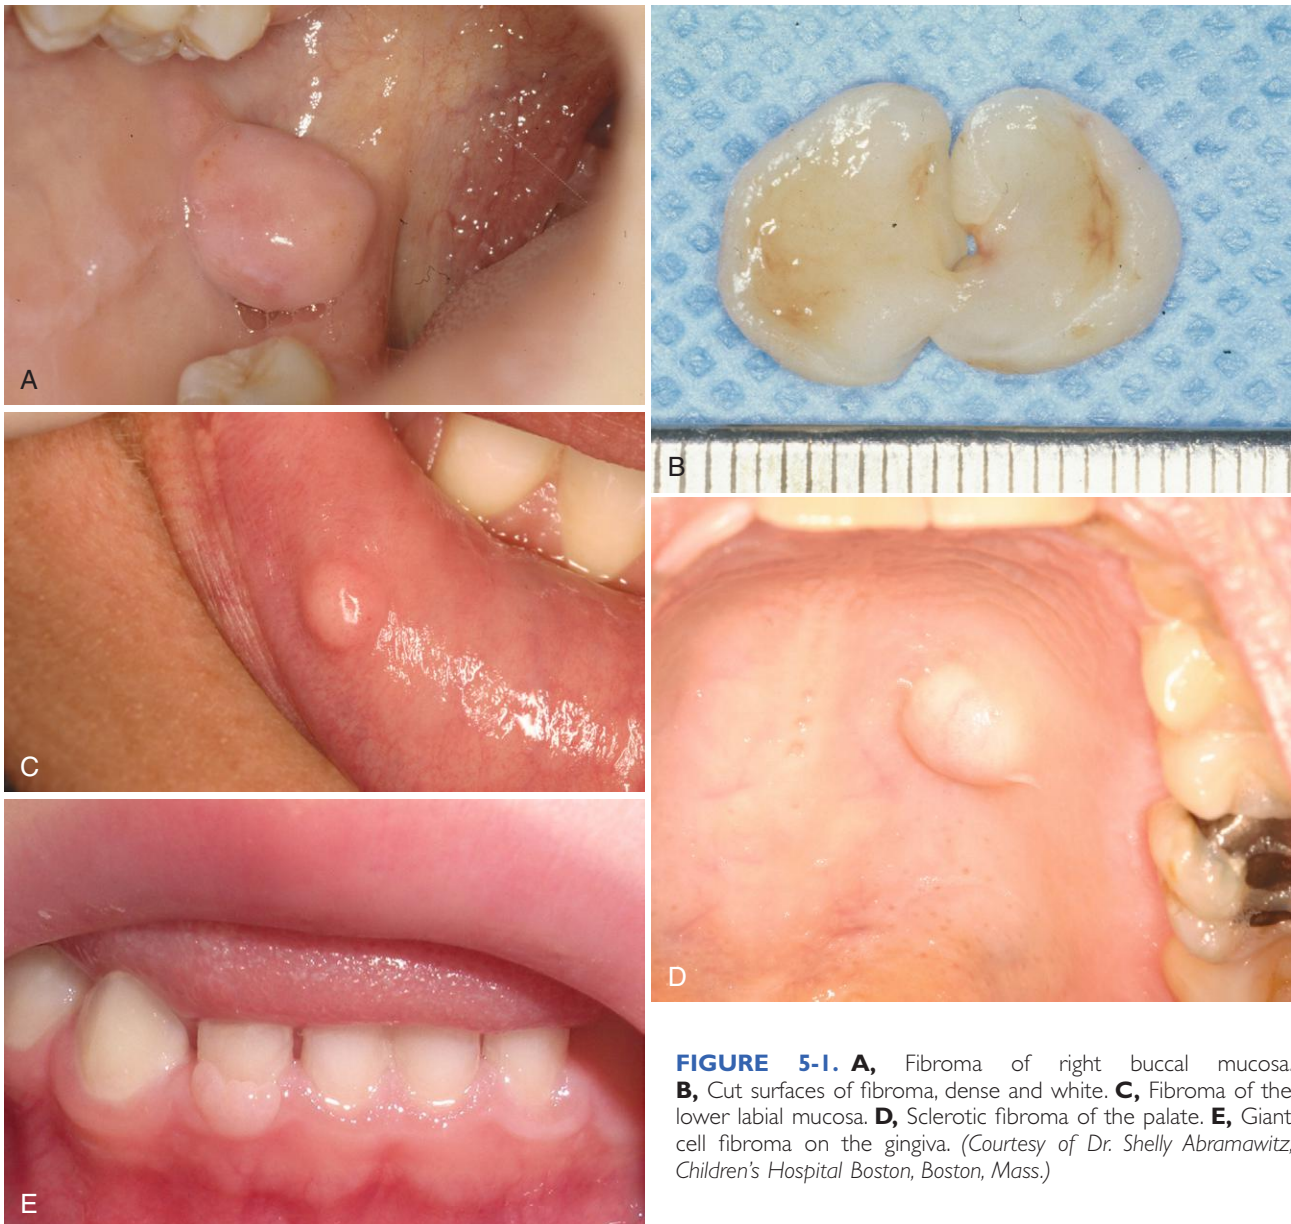 A
B
C
D
E
FIGURE 5-1. A, Fibroma of right buccal mucosa.
B, Cut surfaces of fibroma, dense and white. C, Fibroma of the
lower labial mucosa. D, Sclerotic fibroma of the palate. E, Giant
cell fibroma on the gingiva. (Courtesy of Dr. Shelly Abramawitz,
Children's Hospital Boston, Boston, Mass.)